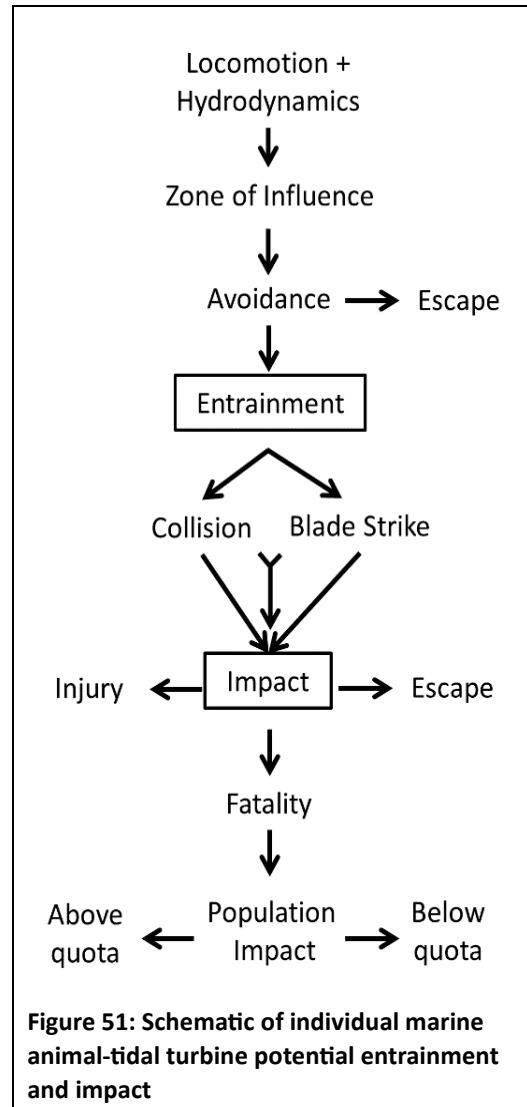 Locomotion +
Hydrodynamics
Zone of Influence
Avoidance
Escape
Entrainment
Collision
Blade Strike
Injury
Impact
Escape
Fatality
Above
quota
Population
Impact
Below
quota
Figure 51: Schematic of individual marine
animal-tidal turbine potential entrainment
and impact